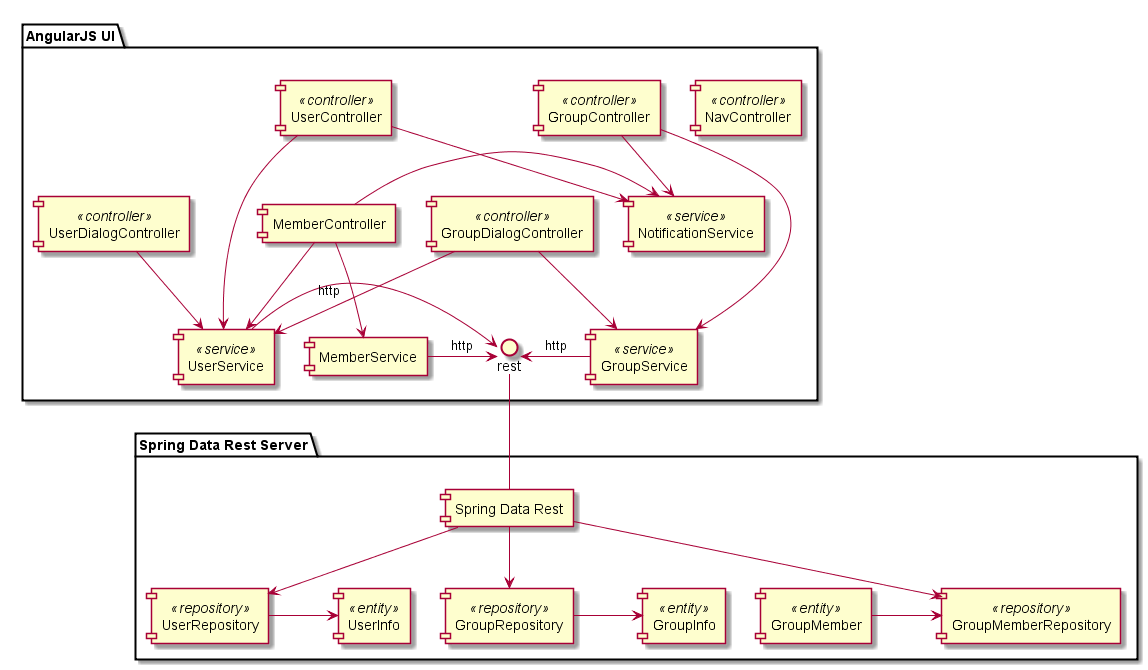 AngularJS UI
«controller»
UserController
«controller»
GroupController
«controller»
NavController
«controller»
UserDialogController
MemberController
«controller»
GroupDialogController
«service»
NotificationService
http
«service»
UserService
MemberService
http
rest
http
«service»
GroupService
Spring Data Rest Server
Spring Data Rest
«repository»
UserRepository
«entity»
UserInfo
«repository»
GroupRepository
«entity»
GroupInfo
«entity»
GroupMember
«repository»
GroupMemberRepository